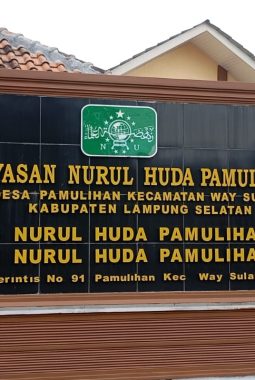 N U
YASAN NURUL HUDA PAMUL
DESA PAMULIHAN KECAMATAN WAY SU
KABUPATEN LAMPUNG SELATAN
NURUL HUDA PAMULIHA
NURUL HUDA PAMULIHA
erintis No 91 Pamulihan Kec Way Sula